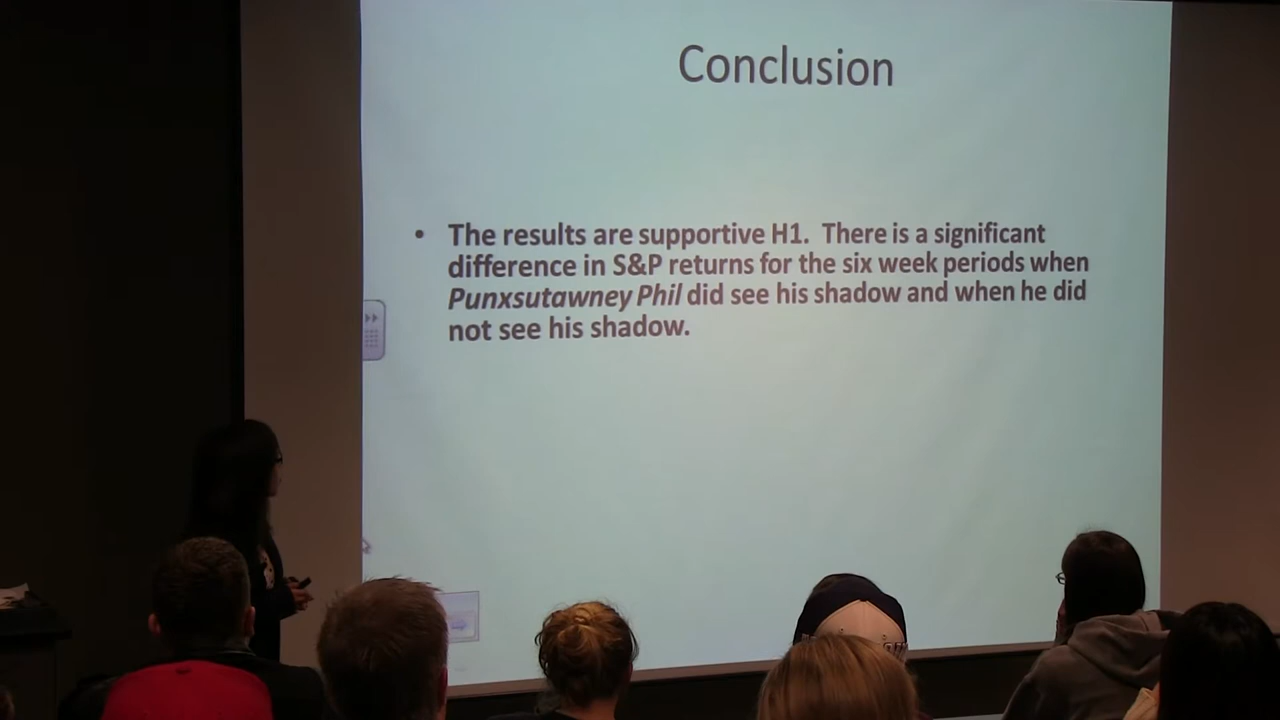 Conclusion
• The results are supportive H1. There is a significant
difference in S&P returns for the six week periods when
Punxsutawney Phil did see his shadow and when he did
not see his shadow.